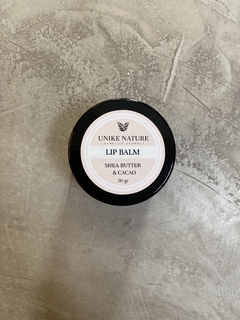 UNIKE NATURE
LIP BALM
SHEA BUTTER
& CACAO
30 gr